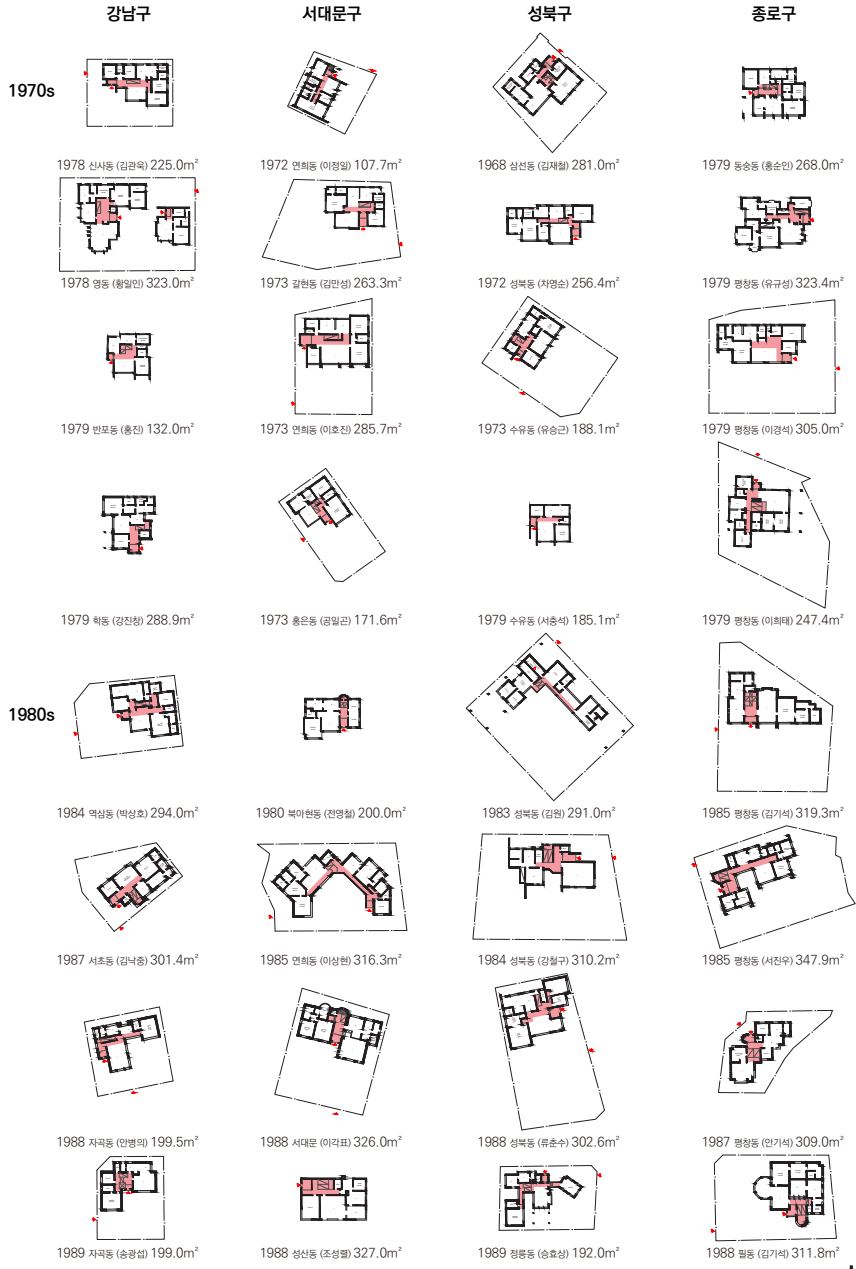 강남구 서대문구 성북구 종로구
1970s
1978 신사동 (김관욱) 225.0m² 1972 연희동 (이정일) 107.7m² 1968 삼선동 (김재철) 281.0m² 1979 동숭동 (홍순인) 268.0m²
1978 영동 (황일인) 323.0m² 1973 갈현동 (김만성) 263.3m² 1972 성북동 (차영순) 256.4m² 1979 평창동 (유규성) 323.4m²
1979 반포동 (홍진) 132.0m² 1973 연희동 (이호진) 285.7m² 1973 수유동 (유승근) 188.1m² 1979 평창동 (이경석) 305.0m²
1979 학동 (강진창) 288.9m² 1973 홍은동 (공일곤) 171.6m² 1979 수유동 (서충석) 185.1m² 1979 평창동 (이희태) 247.4m²
1980s
1984 역삼동 (박상호) 294.0m² 1980 북아현동 (전명철) 200.0m² 1983 성북동 (김원) 291.0m² 1985 평창동 (김기석) 319.3m²
1987 서초동 (김낙중) 301.4m² 1985 연희동 (이상현) 316.3m² 1984 성북동 (강철구) 310.2m² 1985 평창동 (서진우) 347.9m²
1988 자곡동 (안병의) 199.5m² 1988 서대문 (이각표) 326.0m² 1988 성북동 (류춘수) 302.6m² 1987 평창동 (안기석) 309.0m²
1989 자곡동 (송광섭) 199.0m² 1988 성산동 (조성렬) 327.0m² 1989 정릉동 (승효상) 192.0m² 1988 필동 (김기석) 311.8m²